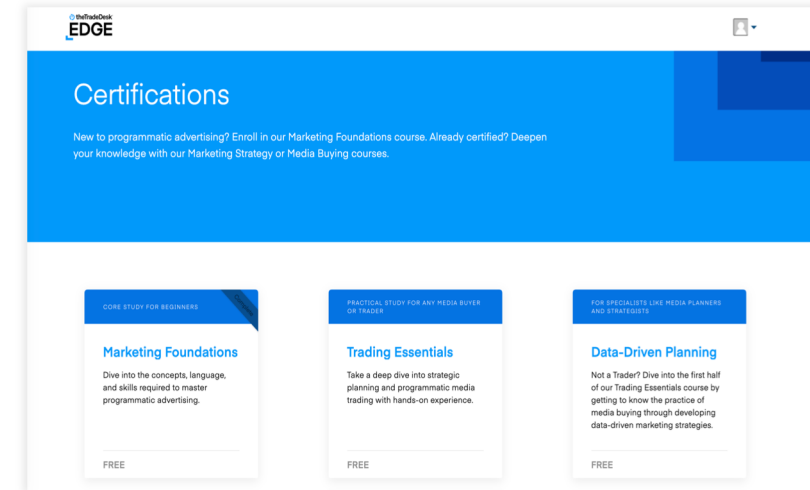 theTradeDesk
EDGE
Certifications
New to programmatic advertising? Enroll in our Marketing Foundations course. Already certified? Deepen
your knowledge with our Marketing Strategy or Media Buying courses.
CORE STUDY FOR BEGINNERS
Marketing Foundations
Dive into the concepts, language,
and skills required to master
programmatic advertising.
FREE
PRACTICAL STUDY FOR ANY MEDIA BUYER
OR TRADER
Trading Essentials
Take a deep dive into strategic
planning and programmatic media
trading with hands-on experience.
FREE
FOR SPECIALISTS LIKE MEDIA PLANNERS
AND STRATEGISTS
Data-Driven Planning
Not a Trader? Dive into the first half
of our Trading Essentials course by
getting to know the practice of
media buying through developing
data-driven marketing strategies.
FREE